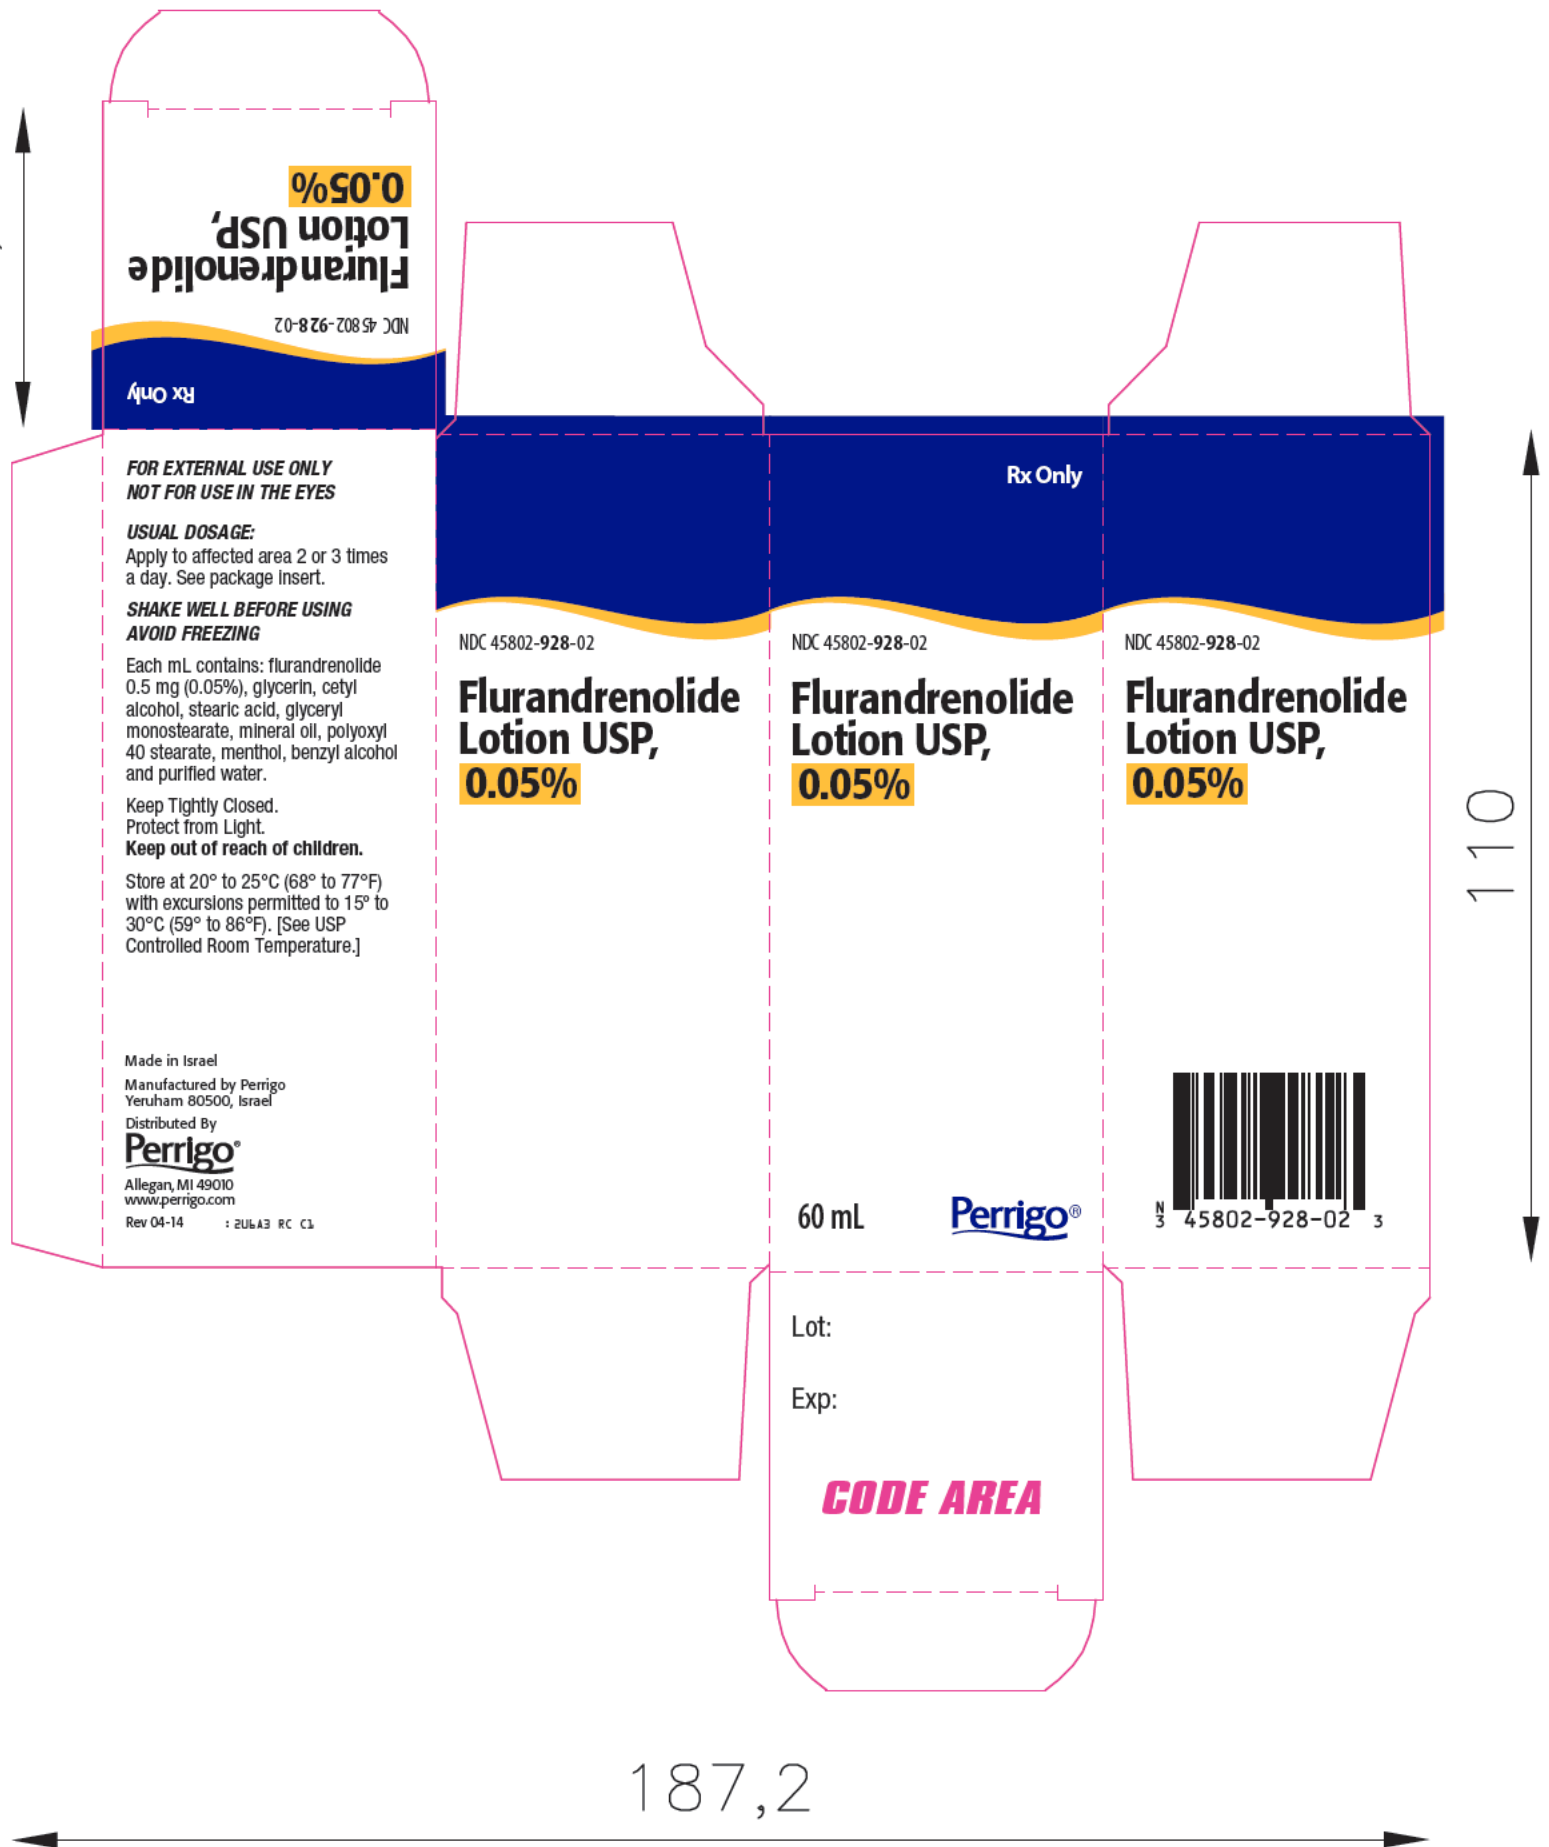 0.05%
Flurandrenolide
Lotion USP,
NDC 45802-928-02
Rx Only
FOR EXTERNAL USE ONLY
NOT FOR USE IN THE EYES
USUAL DOSAGE:
Apply to affected area 2 or 3 times
a day. See package insert.
SHAKE WELL BEFORE USING
AVOID FREEZING
Each mL contains: flurandrenolide
0.5 mg (0.05%), glycerin, cetyl
alcohol, stearic acid, glyceryl
monostearate, mineral oil, polyoxyl
40 stearate, menthol, benzyl alcohol
and purified water.
Keep Tightly Closed.
Protect from Light.
Keep out of reach of children.
Store at 20° to 25°C (68° to 77°F)
with excursions permitted to 15° to
30°C (59° to 86°F). [See USP
Controlled Room Temperature.]
Made in Israel
Manufactured by Perrigo
Yeruham 80500, Israel
Distributed By
Perrigo®
Allegan, MI 49010
www.perrigo.com
Rev 04-14
: 2U6A3 RC C1
NDC 45802-928-02
Flurandrenolide
Lotion USP,
0.05%
Rx Only
NDC 45802-928-02
Flurandrenolide
Lotion USP,
0.05%
60 mL
Perrigo®
Lot:
Exp:
CODE AREA
NDC 45802-928-02
Flurandrenolide
Lotion USP,
0.05%
N
3 45802-928-02 3
110
187,2